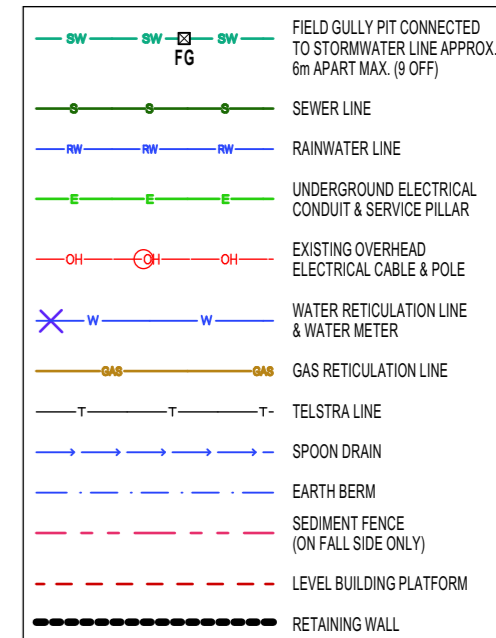 SW SW SW
FG
FIELD GULLY PIT CONNECTED
TO STORMWATER LINE APPROX.
6m APART MAX. (9 OFF)
S S S
SEWER LINE
RW RW RW
RAINWATER LINE
E E E
UNDERGROUND ELECTRICAL
CONDUIT & SERVICE PILLAR
OH OH OH
EXISTING OVERHEAD
ELECTRICAL CABLE & POLE
W W
WATER RETICULATION LINE
& WATER METER
GAS GAS
GAS RETICULATION LINE
T T T
TELSTRA LINE
SPOON DRAIN
EARTH BERM
SEDIMENT FENCE
(ON FALL SIDE ONLY)
LEVEL BUILDING PLATFORM
RETAINING WALL